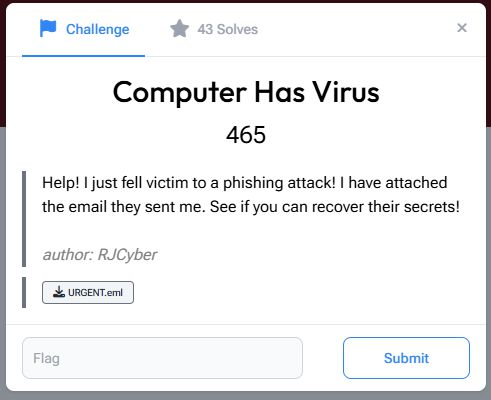 Challenge
43 Solves
×
Computer Has Virus
465
Help! I just fell victim to a phishing attack! I have attached
the email they sent me. See if you can recover their secrets!
author: RJCyber
URGENT.eml
Flag
Submit